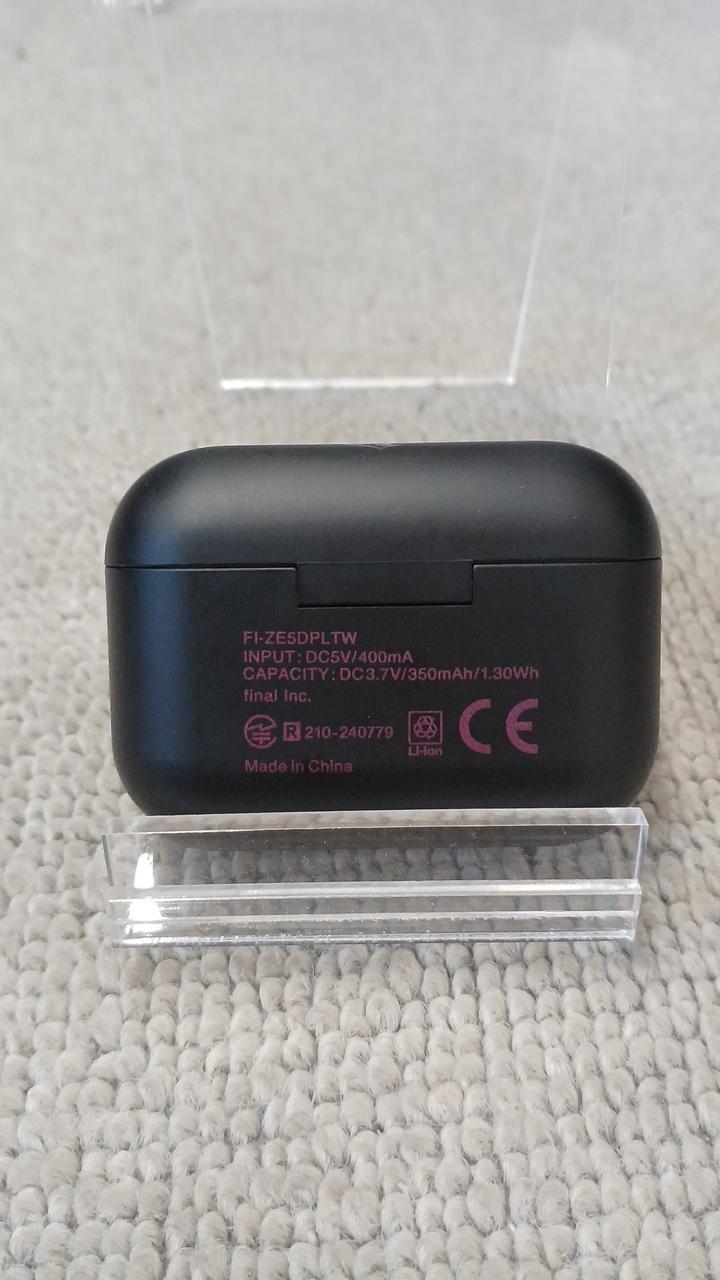 FI-ZE5DPLTW
INPUT : DC5V/400mA
CAPACITY : DC3.7V/350mAh/1.30Wh
final Inc.
R 210-240779
Li-ion
CE
Made in China